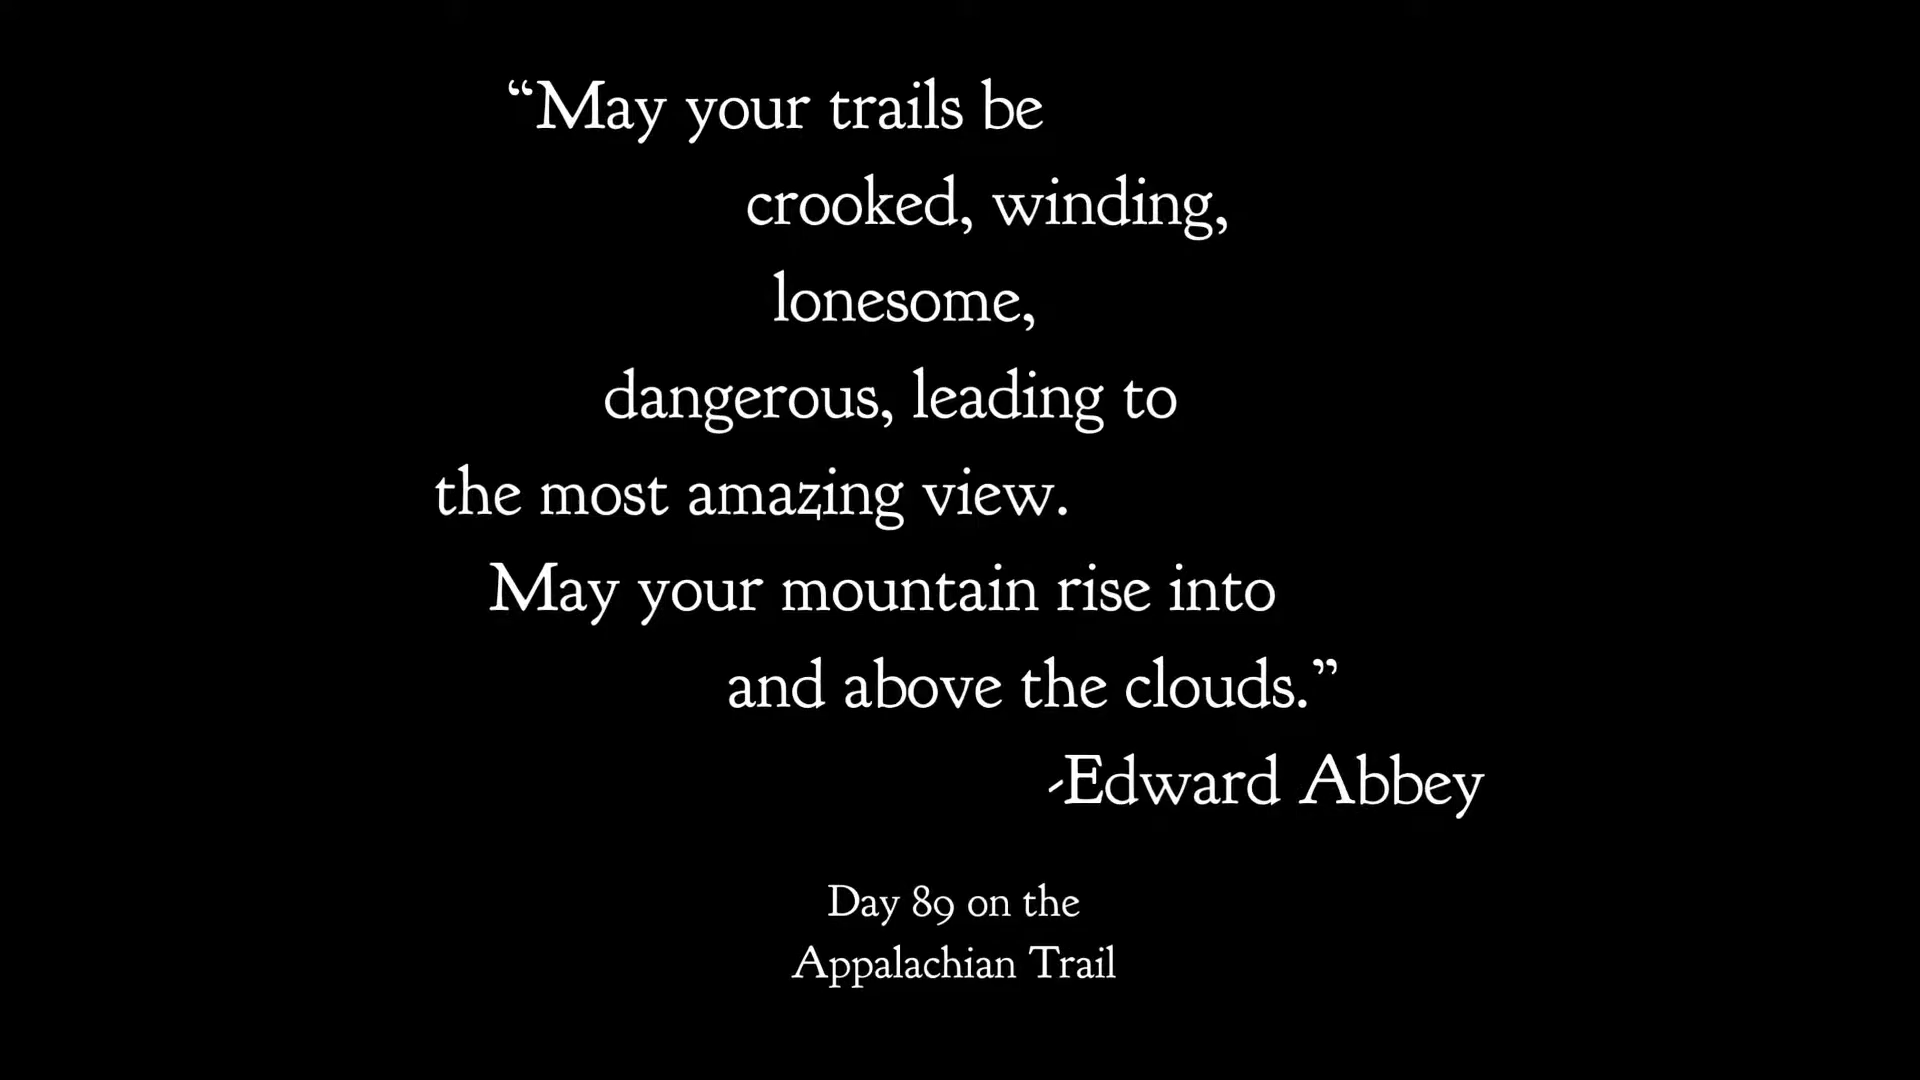 “May your trails be
crooked, winding,
lonesome,
dangerous, leading to
the most amazing view.
May your mountain rise into
and above the clouds.”
-Edward Abbey
Day 89 on the
Appalachian Trail